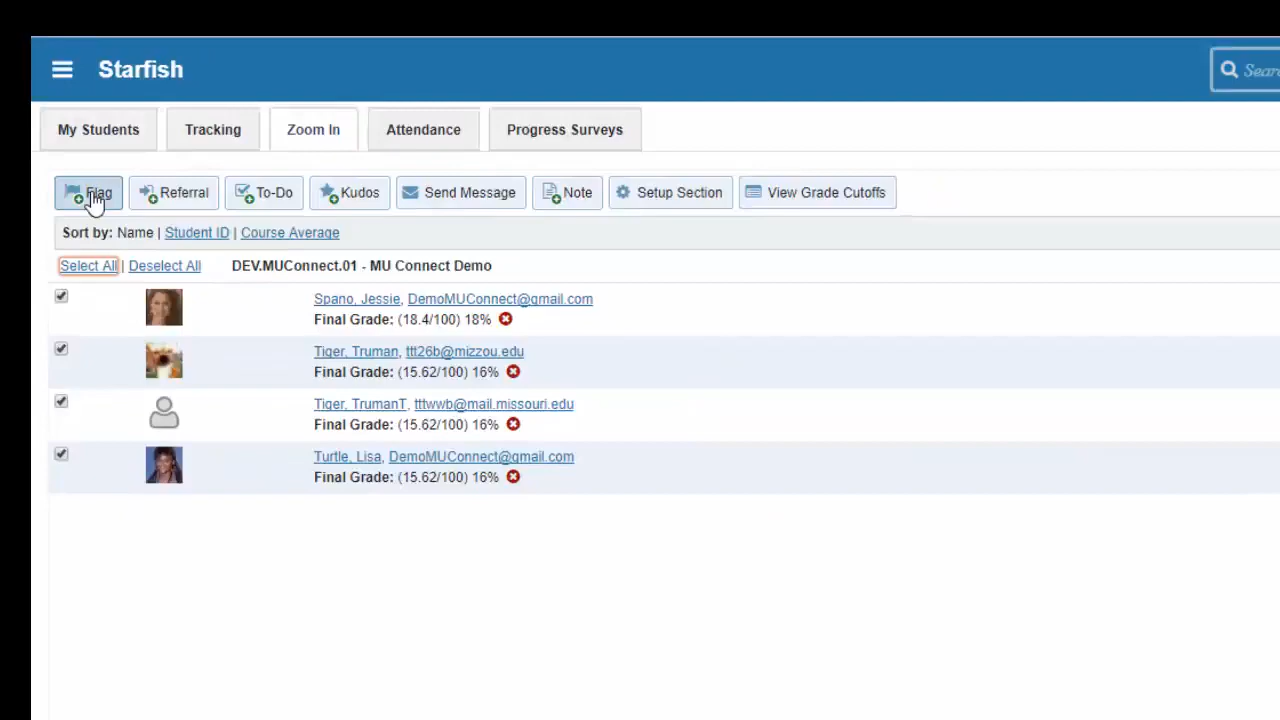 Starfish
Sear
My Students Tracking Zoom In Attendance Progress Surveys
Flag Referral To-Do Kudos Send Message Note Setup Section View Grade Cutoffs
Sort by: Name | Student ID | Course Average
Select All | Deselect All DEV.MUConnect.01 - MU Connect Demo
Spano, Jessie, DemoMUConnect@gmail.com
Final Grade: (18.4/100) 18%
Tiger, Truman, ttt26b@mizzou.edu
Final Grade: (15.62/100) 16%
Tiger, TrumanT, tttwwb@mail.missouri.edu
Final Grade: (15.62/100) 16%
Turtle, Lisa, DemoMUConnect@gmail.com
Final Grade: (15.62/100) 16%